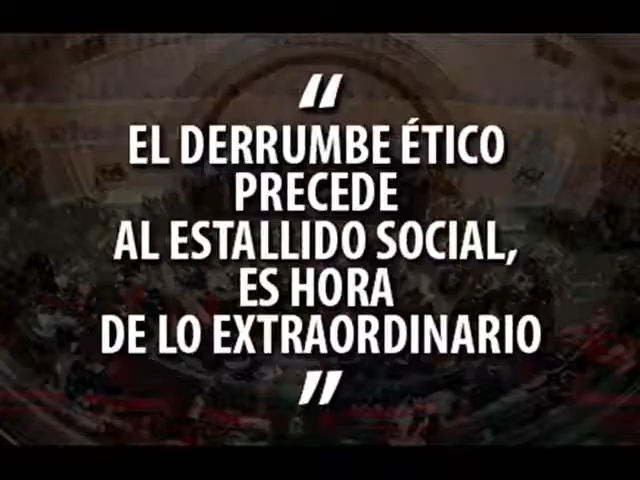 “
EL DERRUMBE ÉTICO
PRECEDE
AL ESTALLIDO SOCIAL,
ES HORA
DE LO EXTRAORDINARIO
”